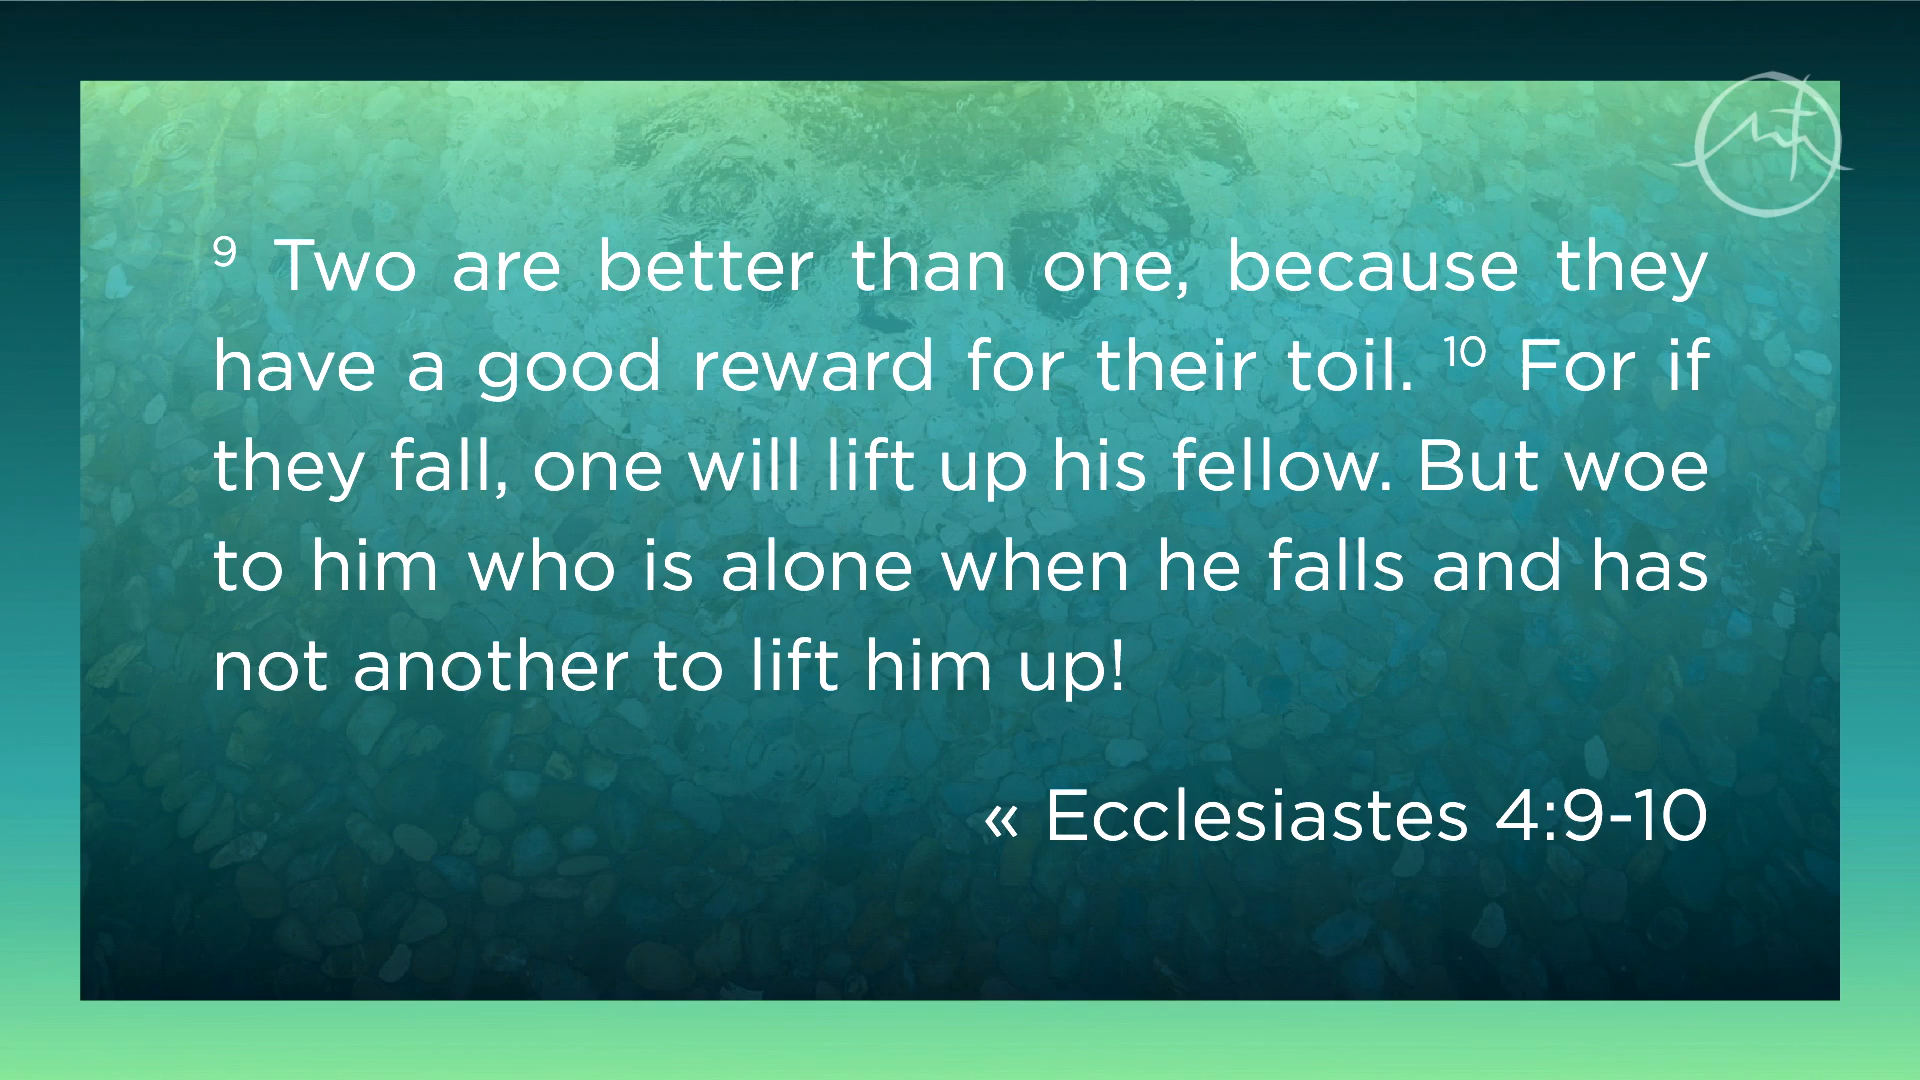 ⁹ Two are better than one, because they
have a good reward for their toil. ¹⁰ For if
they fall, one will lift up his fellow. But woe
to him who is alone when he falls and has
not another to lift him up!
« Ecclesiastes 4:9-10